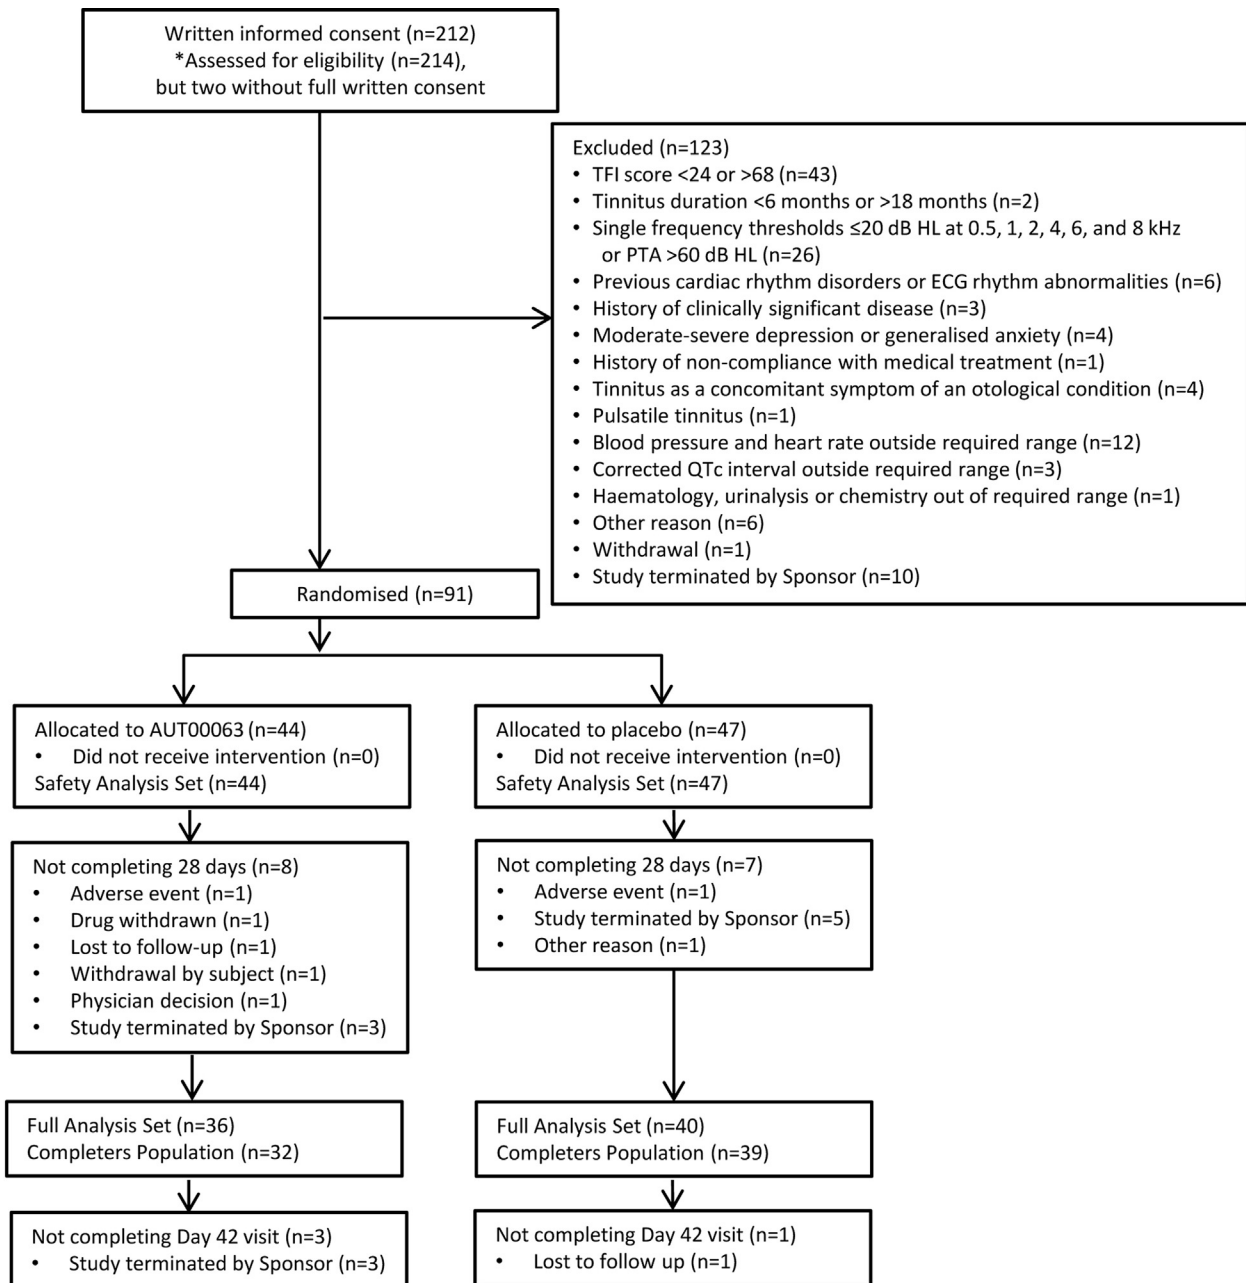 Written informed consent (n=212)
*Assessed for eligibility (n=214),
but two without full written consent
Excluded (n=123)
• TFI score <24 or >68 (n=43)
• Tinnitus duration <6 months or >18 months (n=2)
• Single frequency thresholds ≤20 dB HL at 0.5, 1, 2, 4, 6, and 8 kHz
or PTA >60 dB HL (n=26)
• Previous cardiac rhythm disorders or ECG rhythm abnormalities (n=6)
• History of clinically significant disease (n=3)
• Moderate-severe depression or generalised anxiety (n=4)
• History of non-compliance with medical treatment (n=1)
• Tinnitus as a concomitant symptom of an otological condition (n=4)
• Pulsatile tinnitus (n=1)
• Blood pressure and heart rate outside required range (n=12)
• Corrected QTc interval outside required range (n=3)
• Haematology, urinalysis or chemistry out of required range (n=1)
• Other reason (n=6)
• Withdrawal (n=1)
• Study terminated by Sponsor (n=10)
Randomised (n=91)
Allocated to AUT00063 (n=44)
• Did not receive intervention (n=0)
Safety Analysis Set (n=44)
Allocated to placebo (n=47)
• Did not receive intervention (n=0)
Safety Analysis Set (n=47)
Not completing 28 days (n=8)
• Adverse event (n=1)
• Drug withdrawn (n=1)
• Lost to follow-up (n=1)
• Withdrawal by subject (n=1)
• Physician decision (n=1)
• Study terminated by Sponsor (n=3)
Not completing 28 days (n=7)
• Adverse event (n=1)
• Study terminated by Sponsor (n=5)
• Other reason (n=1)
Full Analysis Set (n=36)
Completers Population (n=32)
Full Analysis Set (n=40)
Completers Population (n=39)
Not completing Day 42 visit (n=3)
• Study terminated by Sponsor (n=3)
Not completing Day 42 visit (n=1)
• Lost to follow up (n=1)